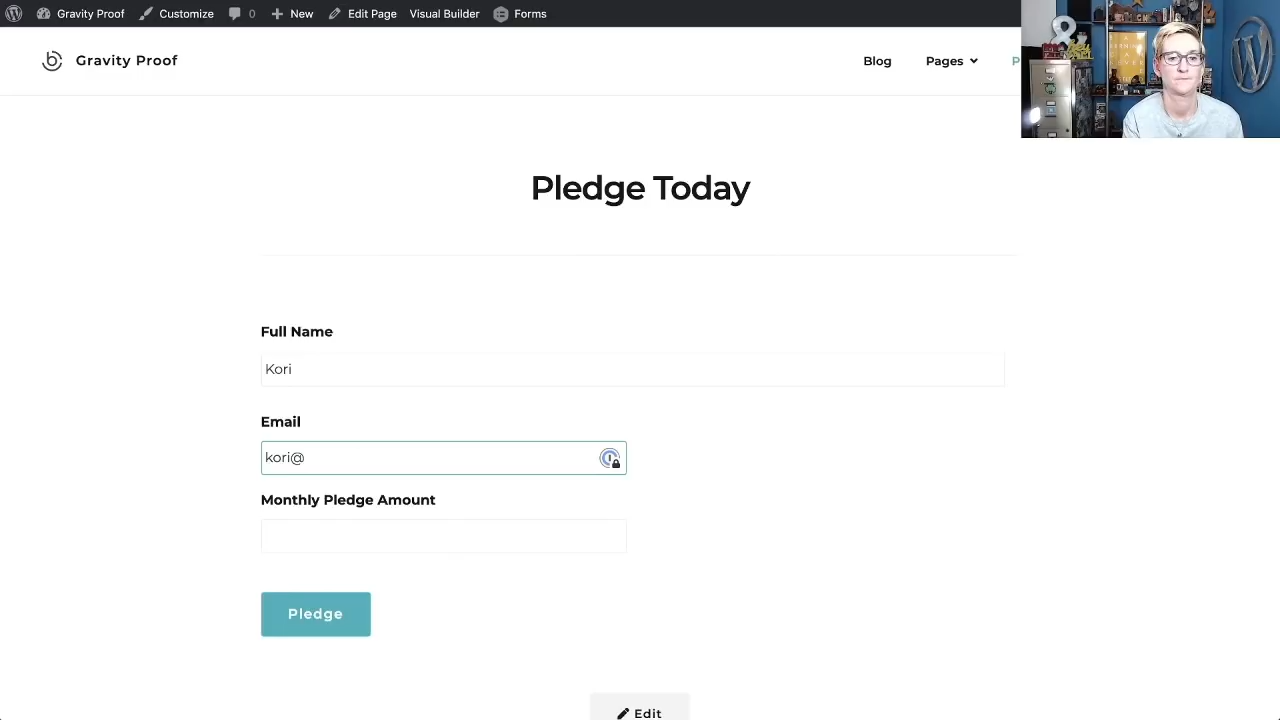 Gravity Proof Customize 0 New Edit Page Visual Builder Forms
Gravity Proof Blog Pages P
Pledge Today
Full Name
Kori
Email
kori@
Monthly Pledge Amount
Pledge
Edit